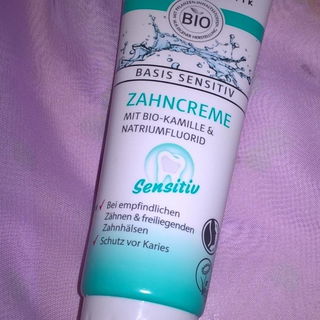 BIO
BASIS SENSITIV
ZAHNCREME
MIT BIO-KAMILLE &
NATRIUMFLUORID
Sensitiv
Bei empfindlichen
Zähnen & freiliegenden
Zahnhälsen
Schutz vor Karies